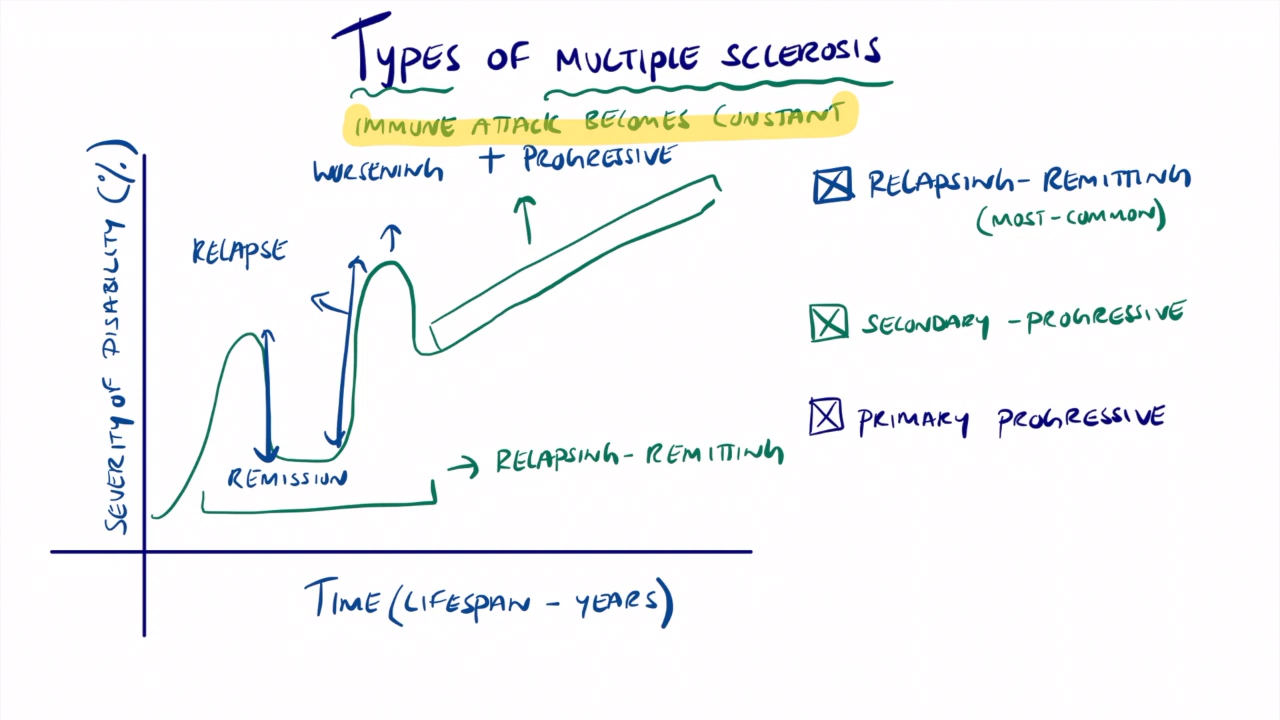 TYPES OF MULTIPLE SCLEROSIS
IMMUNE ATTACK BECOMES CONSTANT
WORSENING + PROGRESSIVE
RELAPSE
SEVERITY OF DISABILITY (%)
REMISSION
→ RELAPSING-REMITTING
TIME (LIFESPAN - YEARS)
RELAPSING-REMITTING
(MOST-COMMON)
SECONDARY-PROGRESSIVE
PRIMARY PROGRESSIVE